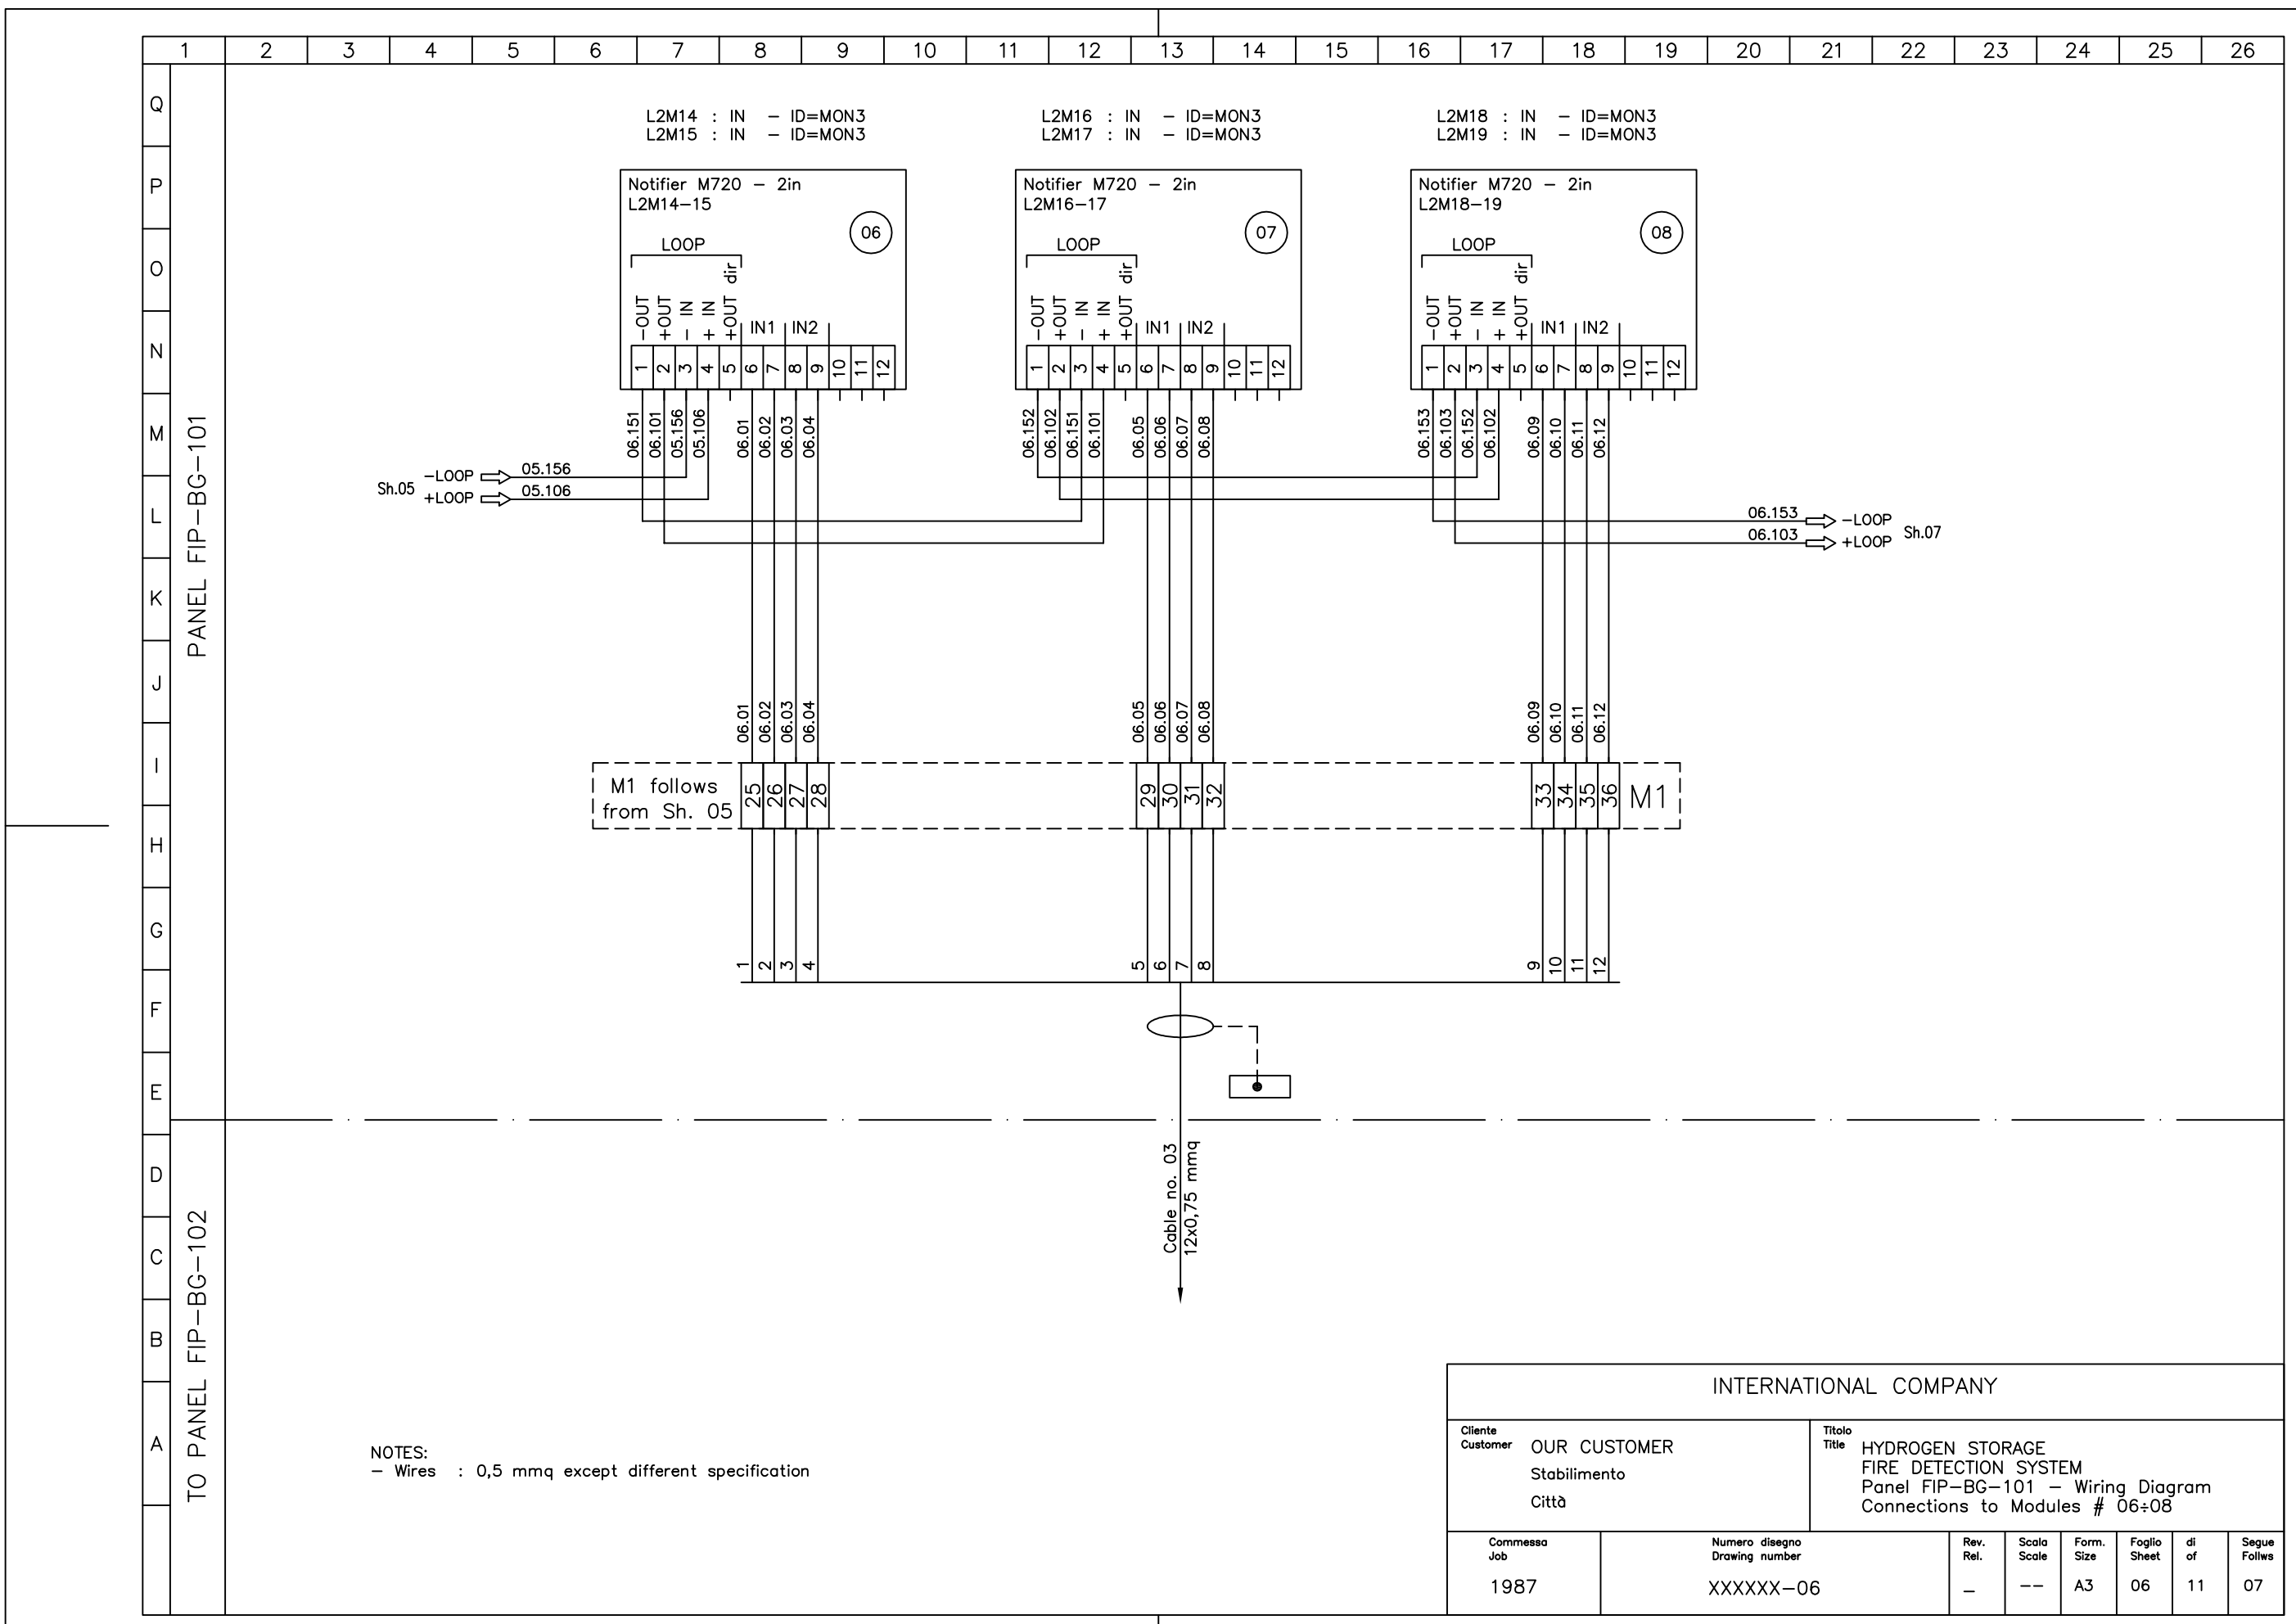 1 2 3 4 5 6 7 8 9 10 11 12 13 14 15 16 17 18 19 20 21 22 23 24 25 26
Q
P
O
N
M
L
K
J
I
H
G
F
E
D
C
B
A
PANEL FIP-BG-101
TO PANEL FIP-BG-102
L2M14 : IN - ID=MON3
L2M15 : IN - ID=MON3
Notifier M720 - 2in
L2M14-15
06
LOOP
-OUT
+OUT
- IN
+ IN
+OUT dir
IN1 IN2
1 2 3 4 5 6 7 8 9 10 11 12
06.151 06.101 05.156 05.106 06.01 06.02 06.03 06.04
L2M16 : IN - ID=MON3
L2M17 : IN - ID=MON3
Notifier M720 - 2in
L2M16-17
07
LOOP
-OUT
+OUT
- IN
+ IN
+OUT dir
IN1 IN2
1 2 3 4 5 6 7 8 9 10 11 12
06.152 06.102 06.151 06.101 06.05 06.06 06.07 06.08
L2M18 : IN - ID=MON3
L2M19 : IN - ID=MON3
Notifier M720 - 2in
L2M18-19
08
LOOP
-OUT
+OUT
- IN
+ IN
+OUT dir
IN1 IN2
1 2 3 4 5 6 7 8 9 10 11 12
06.153 06.103 06.152 06.102 06.09 06.10 06.11 06.12
Sh.05
-LOOP 05.156
+LOOP 05.106
06.153 -LOOP
06.103 +LOOP
Sh.07
06.01 06.02 06.03 06.04
06.05 06.06 06.07 06.08
06.09 06.10 06.11 06.12
M1 follows
from Sh. 05
25 26 27 28
29 30 31 32
33 34 35 36
M1
1 2 3 4
5 6 7 8
9 10 11 12
Cable no. 03
12x0,75 mmq
NOTES:
- Wires : 0,5 mmq except different specification
INTERNATIONAL COMPANY
Cliente
Customer
OUR CUSTOMER
Stabilimento
Città
Titolo
Title
HYDROGEN STORAGE
FIRE DETECTION SYSTEM
Panel FIP-BG-101 - Wiring Diagram
Connections to Modules # 06÷08
Commessa
Job
1987
Numero disegno
Drawing number
XXXXXX-06
Rev.
Rel.
-
Scala
Scale
--
Form.
Size
A3
Foglio
Sheet
06
di
of
11
Segue
Follws
07